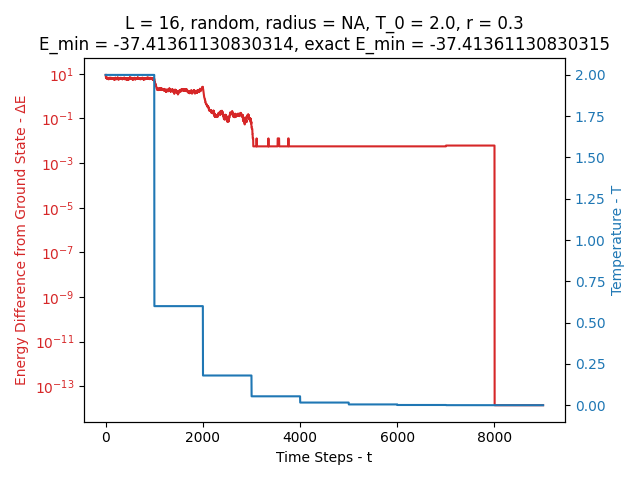 L = 16, random, radius = NA, T_0 = 2.0, r = 0.3
E_min = -37.41361130830314, exact E_min = -37.41361130830315
10^1
10^-1
10^-3
10^-5
10^-7
10^-9
10^-11
10^-13
Energy Difference from Ground State - ΔE
2.00
1.75
1.50
1.25
1.00
0.75
0.50
0.25
0.00
Temperature - T
0 2000 4000 6000 8000
Time Steps - t